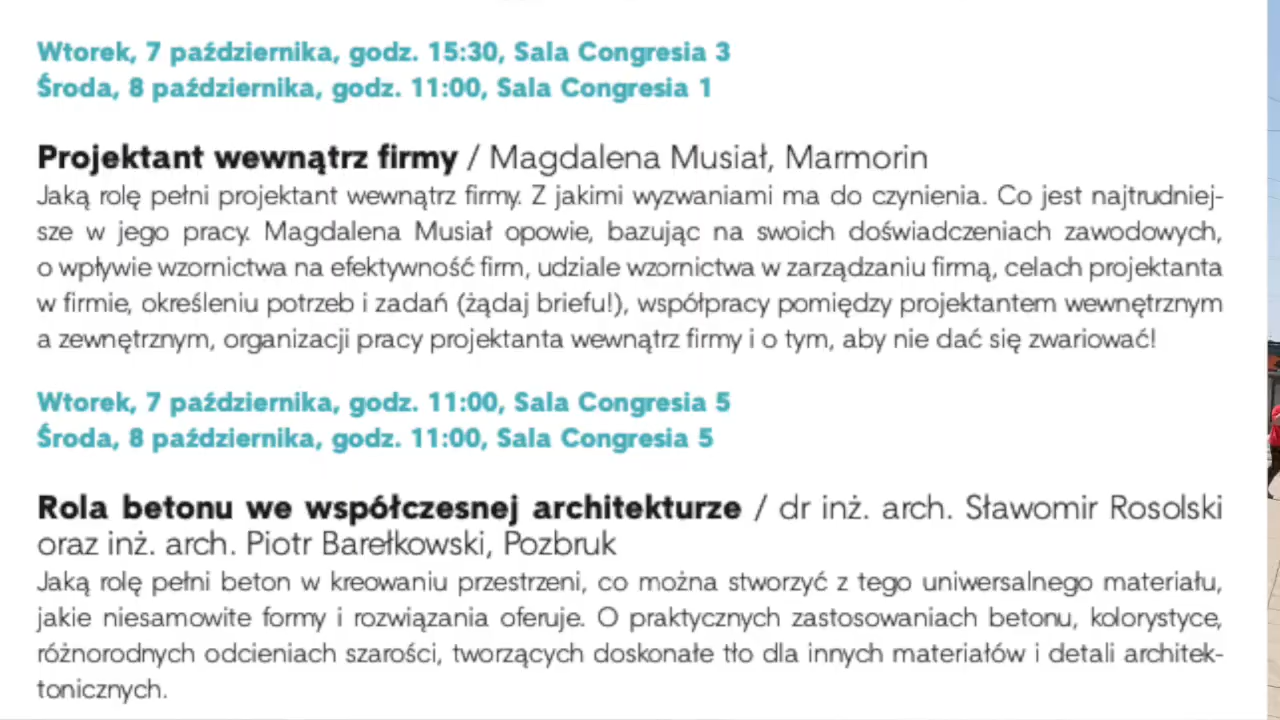 Wtorek, 7 października, godz. 15:30, Sala Congresia 3
Środa, 8 października, godz. 11:00, Sala Congresia 1
Projektant wewnątrz firmy / Magdalena Musiał, Marmorin
Jaką rolę pełni projektant wewnątrz firmy. Z jakimi wyzwaniami ma do czynienia. Co jest najtrudniej-
sze w jego pracy. Magdalena Musiał opowie, bazując na swoich doświadczeniach zawodowych,
o wpływie wzornictwa na efektywność firm, udziale wzornictwa w zarządzaniu firmą, celach projektanta
w firmie, określeniu potrzeb i zadań (żądaj briefu!), współpracy pomiędzy projektantem wewnętrznym
a zewnętrznym, organizacji pracy projektanta wewnątrz firmy i o tym, aby nie dać się zwariować!
Wtorek, 7 października, godz. 11:00, Sala Congresia 5
Środa, 8 października, godz. 11:00, Sala Congresia 5
Rola betonu we współczesnej architekturze / dr inż. arch. Sławomir Rosolski
oraz inż. arch. Piotr Barełkowski, Pozbruk
Jaką rolę pełni beton w kreowaniu przestrzeni, co można stworzyć z tego uniwersalnego materiału,
jakie niesamowite formy i rozwiązania oferuje. O praktycznych zastosowaniach betonu, kolorystyce,
różnorodnych odcieniach szarości, tworzących doskonałe tło dla innych materiałów i detali architek-
tonicznych.